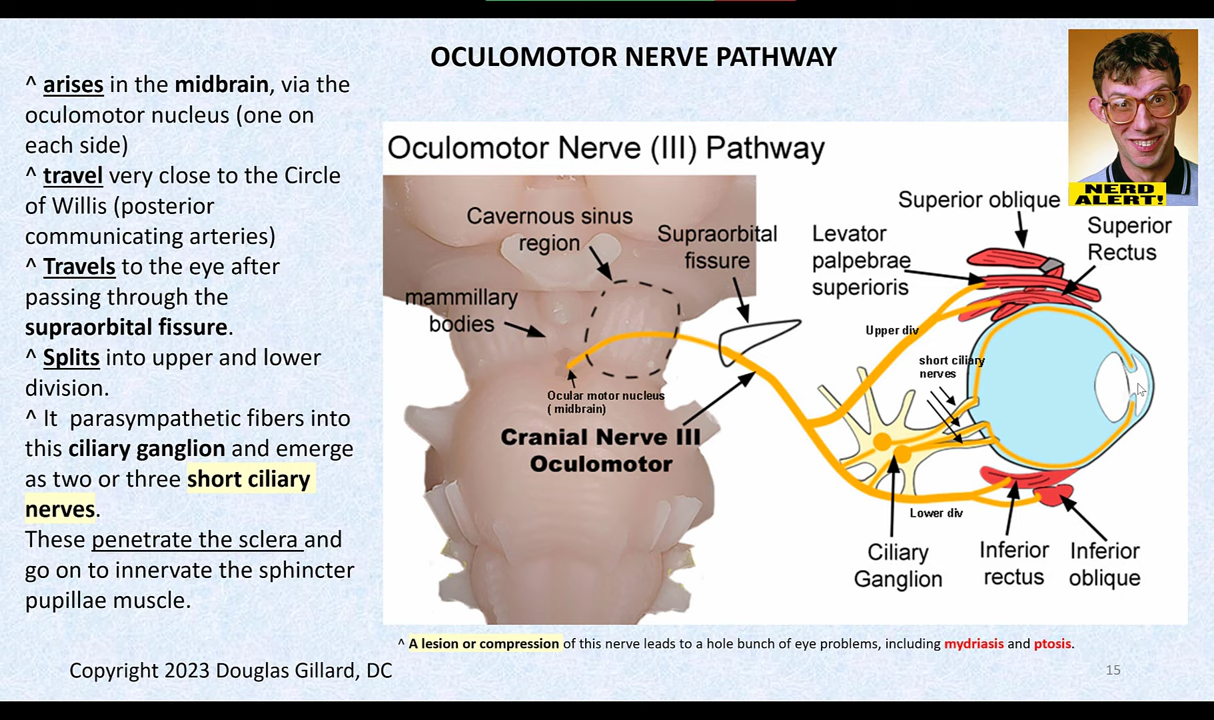 OCULOMOTOR NERVE PATHWAY
^ arises in the midbrain, via the
oculomotor nucleus (one on
each side)
^ travel very close to the Circle
of Willis (posterior
communicating arteries)
^ Travels to the eye after
passing through the
supraorbital fissure.
^ Splits into upper and lower
division.
^ It  parasympathetic fibers into
this ciliary ganglion and emerge
as two or three short ciliary
nerves.
These penetrate the sclera and
go on to innervate the sphincter
pupillae muscle.
Oculomotor Nerve (III) Pathway
Cavernous sinus
region
Supraorbital
fissure
mammillary
bodies
Levator
palpebrae
superioris
Superior oblique
Superior
Rectus
NERD
ALERT!
Upper div
short ciliary
nerves
Ocular motor nucleus
( midbrain)
Cranial Nerve III
Oculomotor
Lower div
Ciliary
Ganglion
Inferior
rectus
Inferior
oblique
^ A lesion or compression of this nerve leads to a hole bunch of eye problems, including mydriasis and ptosis.
Copyright 2023 Douglas Gillard, DC
15